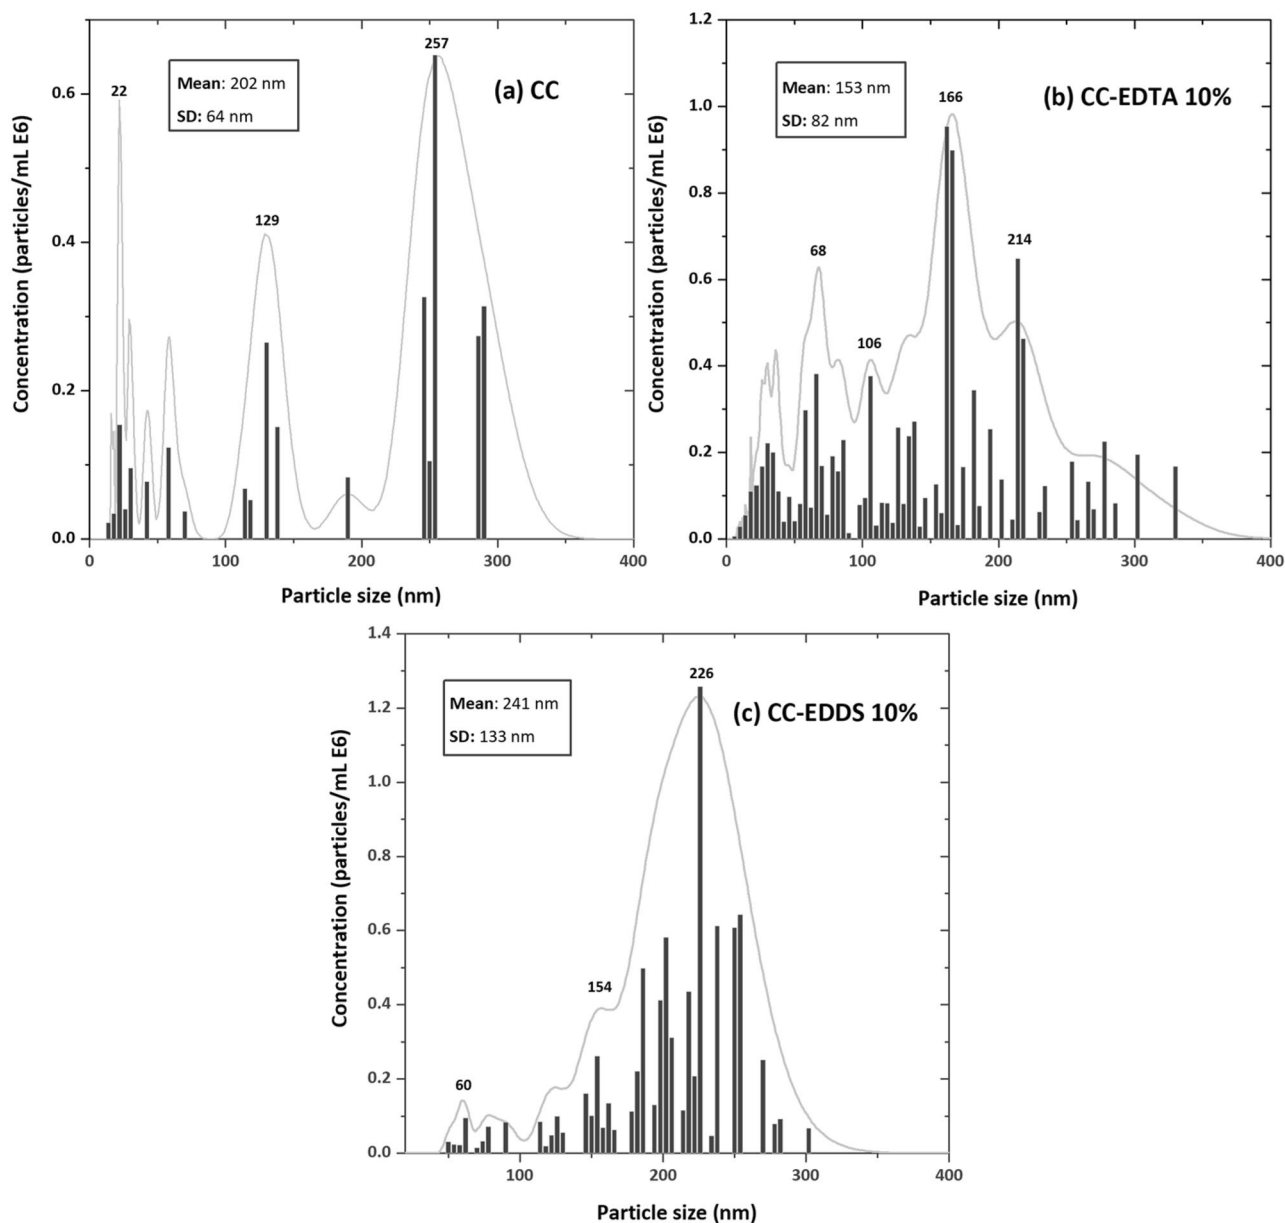 Concentration (particles/mL E6)
0.6
0.4
0.2
0.0
22
129
257
Mean: 202 nm
SD: 64 nm
(a) CC
0
100
200
300
400
Particle size (nm)
Concentration (particles/mL E6)
1.2
1.0
0.8
0.6
0.4
0.2
0.0
68
106
166
214
Mean: 153 nm
SD: 82 nm
(b) CC-EDTA 10%
0
100
200
300
400
Particle size (nm)
Concentration (particles/mL E6)
1.4
1.2
1.0
0.8
0.6
0.4
0.2
0.0
60
154
226
Mean: 241 nm
SD: 133 nm
(c) CC-EDDS 10%
100
200
300
400
Particle size (nm)